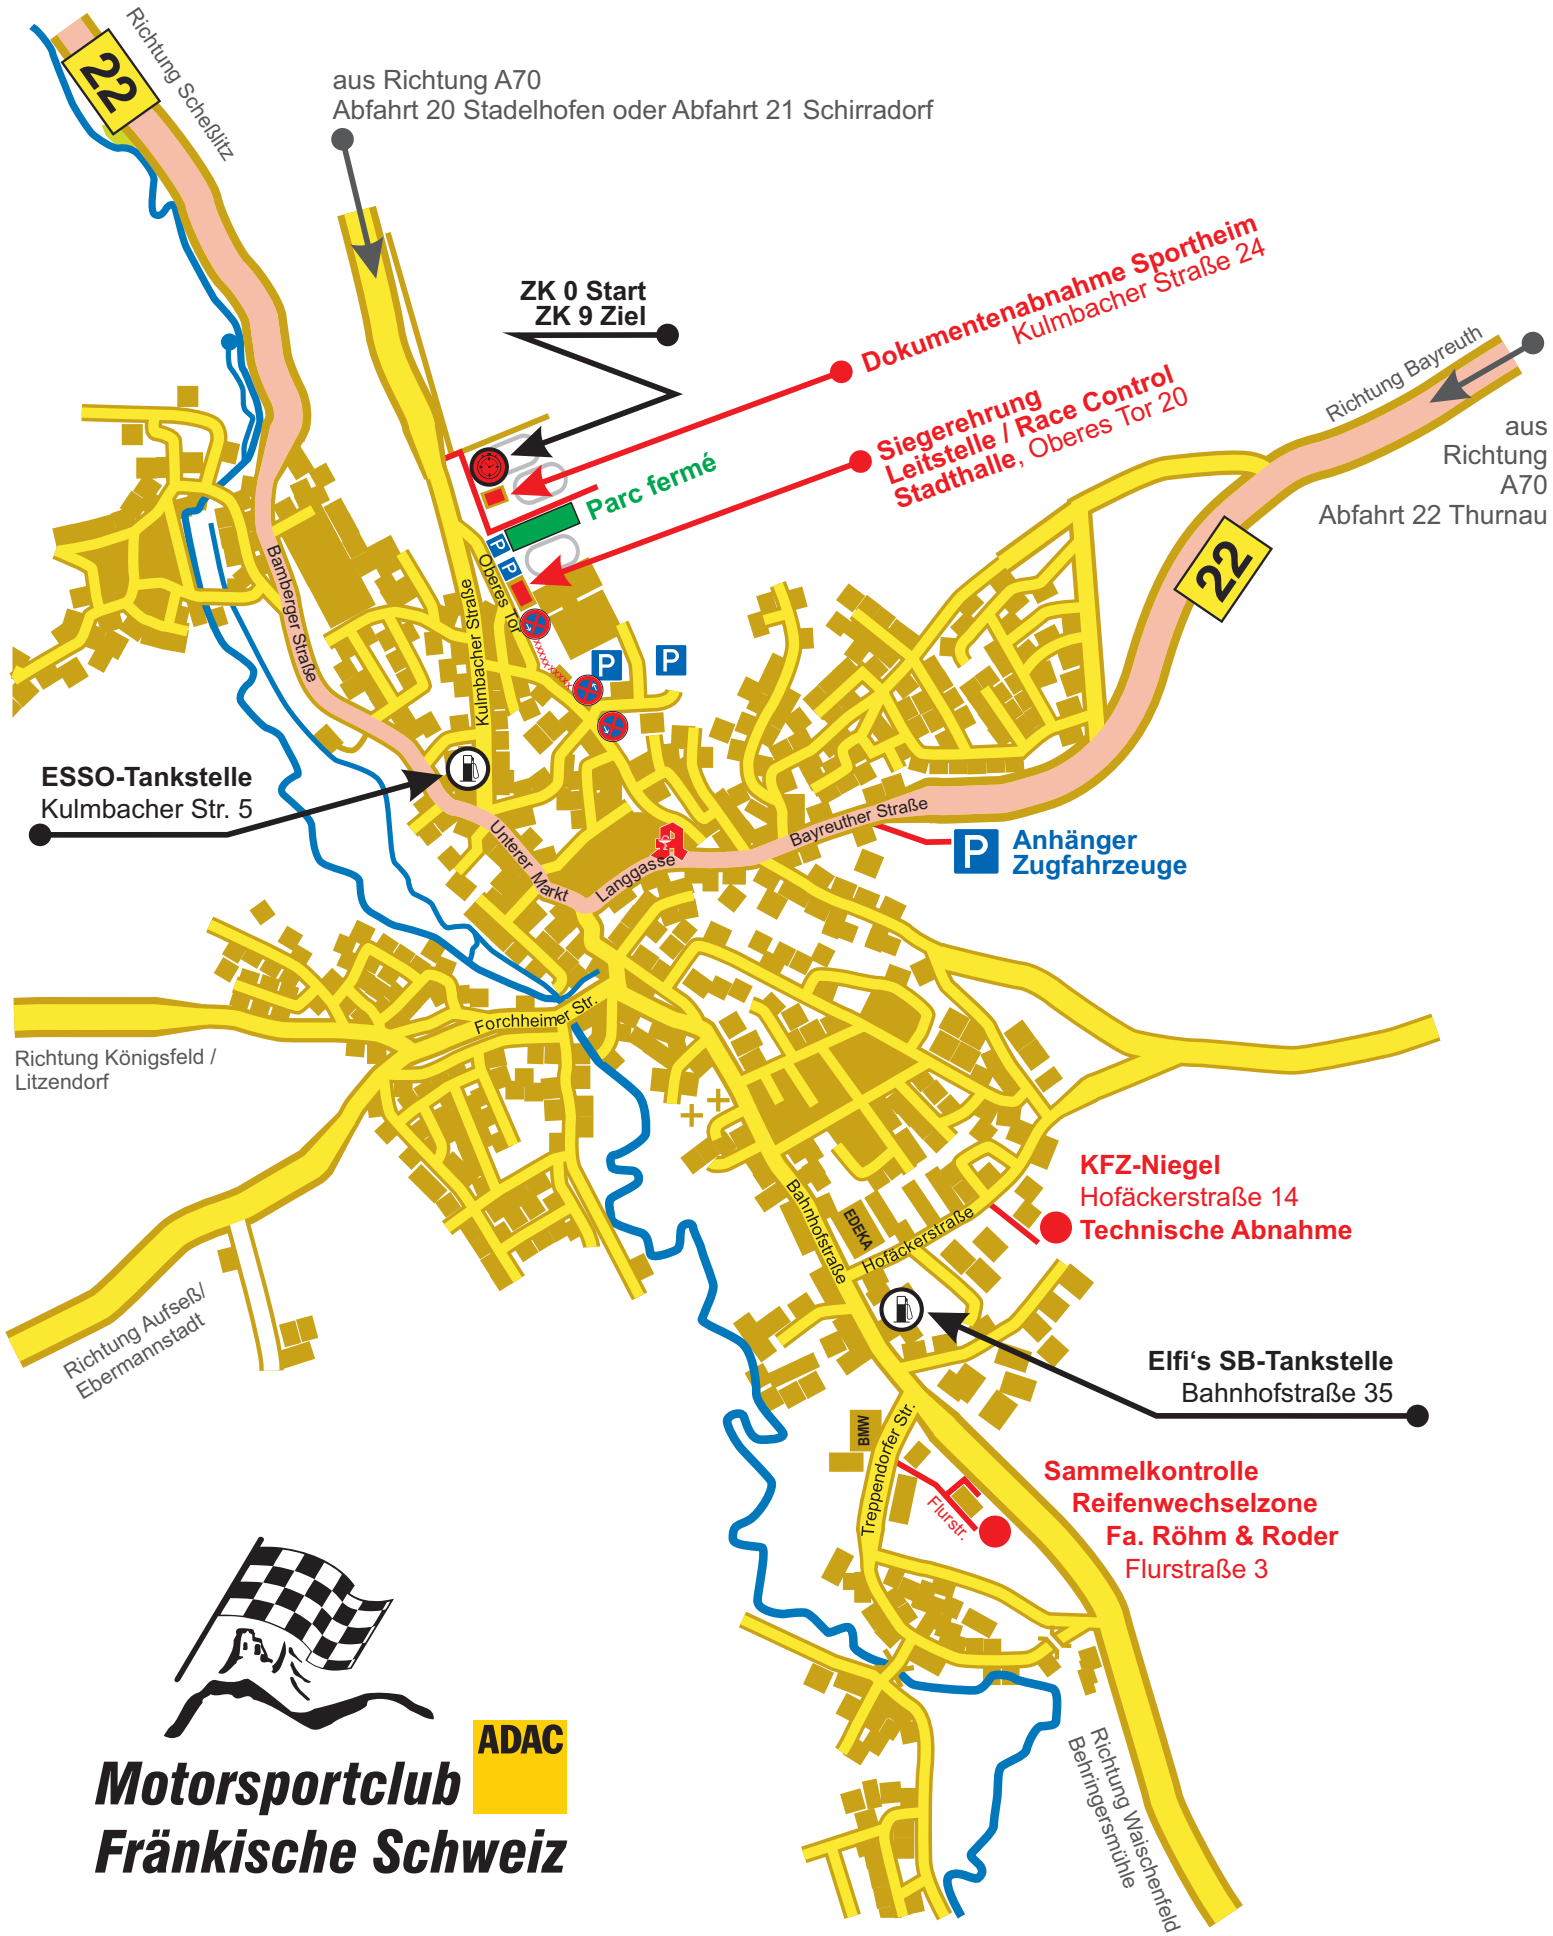 22
Richtung Scheßlitz
aus Richtung A70
Abfahrt 20 Stadelhofen oder Abfahrt 21 Schirradorf
ZK 0 Start
ZK 9 Ziel
Dokumentenabnahme Sportheim
Kulmbacher Straße 24
Siegerehrung
Leitstelle / Race Control
Stadthalle, Oberes Tor 20
Parc fermé
Richtung Bayreuth
aus
Richtung
A70
Abfahrt 22 Thurnau
22
P
P
P
P
Oberes Tor
xxxxxxxxxxx
Kulmbacher Straße
Bamberger Straße
ESSO-Tankstelle
Kulmbacher Str. 5
Unterer Markt
Langgasse
Bayreuther Straße
P
Anhänger
Zugfahrzeuge
Forchheimer Str.
Richtung Königsfeld /
Litzendorf
KFZ-Niegel
Hofäckerstraße 14
Technische Abnahme
Bahnhofstraße
EDEKA
Hofäckerstraße
Richtung Aufseß/
Ebermannstadt
Elfi‘s SB-Tankstelle
Bahnhofstraße 35
BMW
Treppendorfer Str.
Flurstr.
Sammelkontrolle
Reifenwechselzone
Fa. Röhm & Roder
Flurstraße 3
Richtung Waischenfeld
Behringersmühle
ADAC
Motorsportclub
Fränkische Schweiz